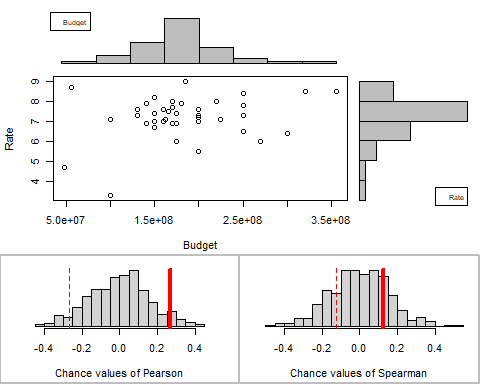 Budget
9
8
7
6
5
4
Rate
Rate
5.0e+07 1.5e+08 2.5e+08 3.5e+08
Budget
-0.4 -0.2 0.0 0.2 0.4
Chance values of Pearson
-0.4 -0.2 0.0 0.2 0.4
Chance values of Spearman